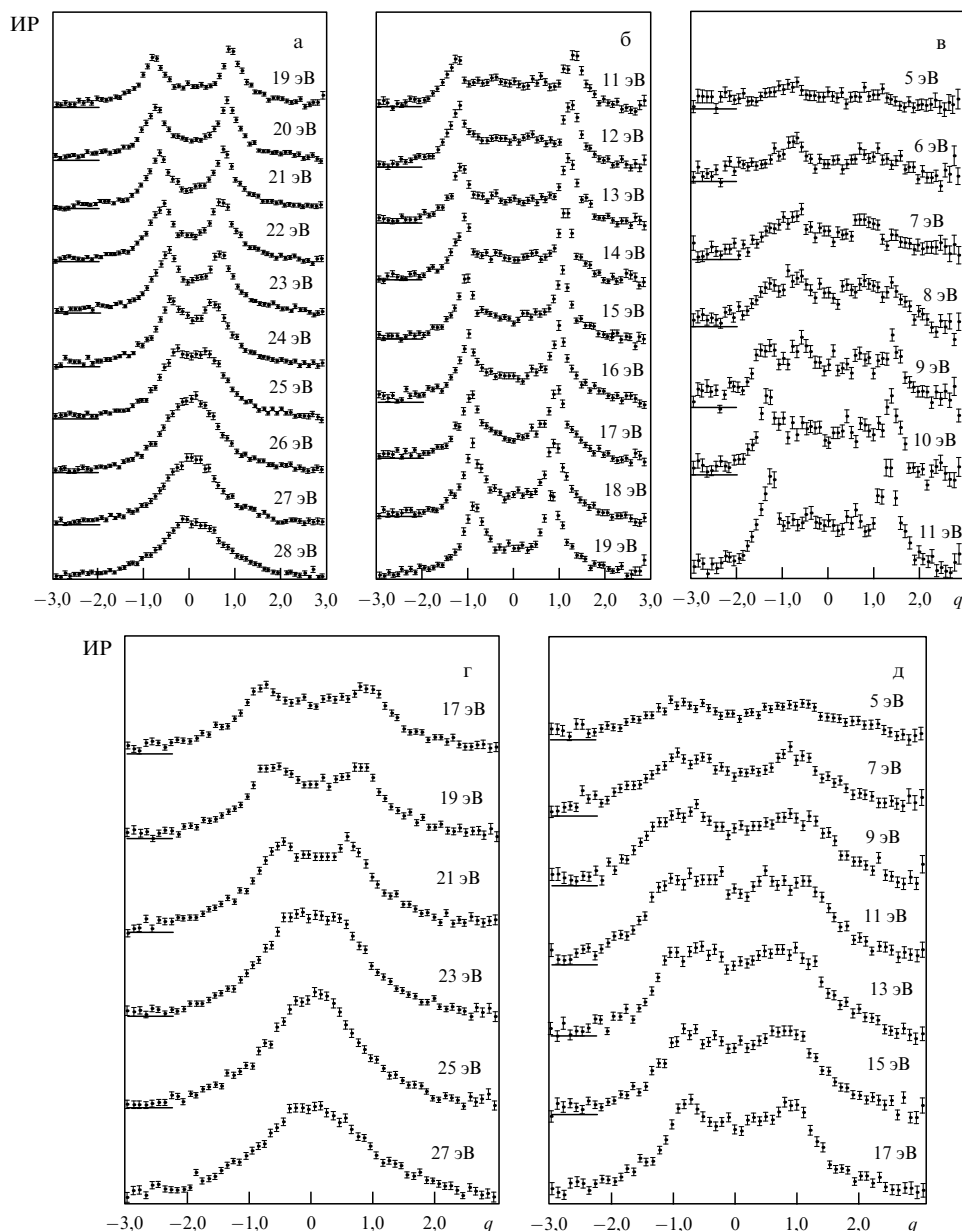 ИР
а
19 эВ
20 эВ
21 эВ
22 эВ
23 эВ
24 эВ
25 эВ
26 эВ
27 эВ
28 эВ
−3,0 −2,0 −1,0 0 1,0 2,0 3,0
б
11 эВ
12 эВ
13 эВ
14 эВ
15 эВ
16 эВ
17 эВ
18 эВ
19 эВ
−3,0 −2,0 −1,0 0 1,0 2,0
в
5 эВ
6 эВ
7 эВ
8 эВ
9 эВ
10 эВ
11 эВ
−3,0 −2,0 −1,0 0 1,0 2,0 q
ИР
г
17 эВ
19 эВ
21 эВ
23 эВ
25 эВ
27 эВ
−3,0 −2,0 −1,0 0 1,0 2,0 q
д
5 эВ
7 эВ
9 эВ
11 эВ
13 эВ
15 эВ
17 эВ
−3,0 −2,0 −1,0 0 1,0 2,0 q